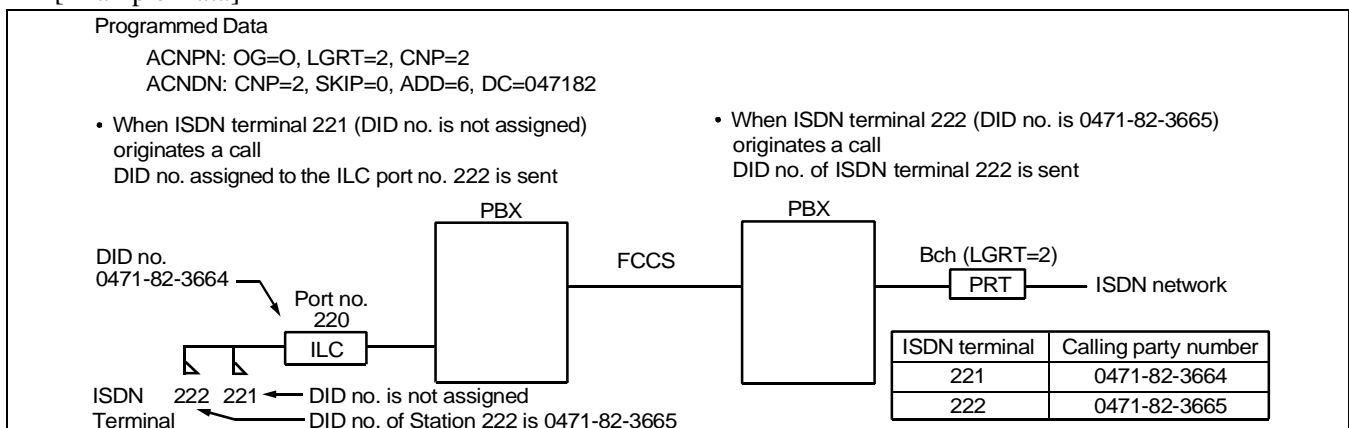 Programmed Data
ACNPN: OG=O, LGRT=2, CNP=2
ACNDN: CNP=2, SKIP=0, ADD=6, DC=047182
• When ISDN terminal 221 (DID no. is not assigned)
originates a call
DID no. assigned to the ILC port no. 222 is sent
• When ISDN terminal 222 (DID no. is 0471-82-3665)
originates a call
DID no. of ISDN terminal 222 is sent
PBX
PBX
DID no.
0471-82-3664
FCCS
Bch (LGRT=2)
Port no.
220
PRT
ISDN network
ILC
ISDN terminal Calling party number
221 0471-82-3664
222 0471-82-3665
ISDN 222 221 DID no. is not assigned
Terminal DID no. of Station 222 is 0471-82-3665